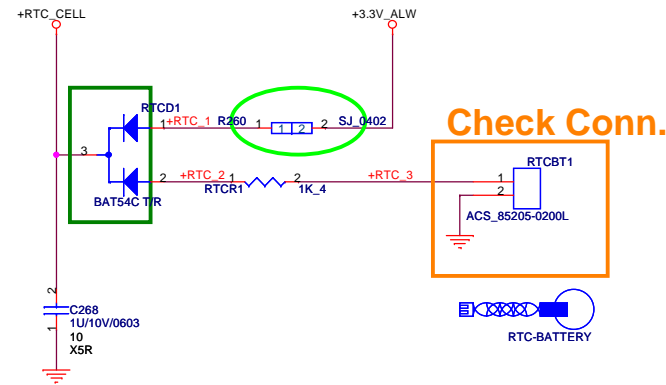 +RTC_CELL
+3.3V_ALW
RTCD1
1
+RTC_1
R260
1
1 2
2
SJ_0402
Check Conn.
3
2
+RTC_2
1
RTCR1
2
1K_4
+RTC_3
RTCBT1
1
2
BAT54C T/R
ACS_85205-0200L
2
C268
1U/10V/0603
1
10
X5R
RTC-BATTERY